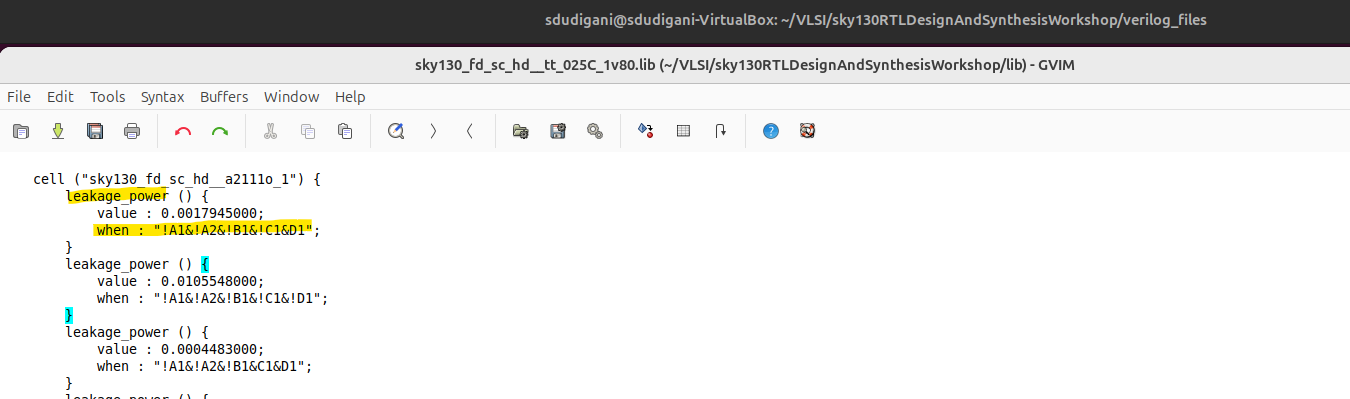 sdudigani@sdudigani-VirtualBox: ~/VLSI/sky130RTLDesignAndSynthesisWorkshop/verilog_files
sky130_fd_sc_hd__tt_025C_1v80.lib (~/VLSI/sky130RTLDesignAndSynthesisWorkshop/lib) - GVIM
File Edit Tools Syntax Buffers Window Help
cell ("sky130_fd_sc_hd__a2111o_1") {
leakage_power () {
value : 0.0017945000;
when : "!A1&!A2&!B1&!C1&D1";
}
leakage_power () {
value : 0.0105548000;
when : "!A1&!A2&!B1&!C1&!D1";
}
leakage_power () {
value : 0.0004483000;
when : "!A1&!A2&!B1&C1&D1";
}
leakage_power () {